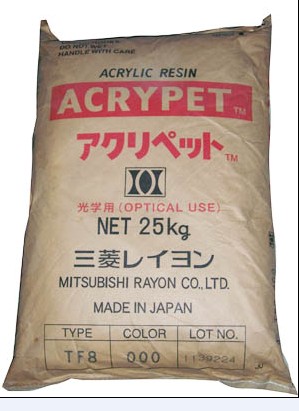 DO NOT WET
HANDLE WITH CARE
ACRYLIC RESIN
ACRYPET TM
アクリペット TM
光学用(OPTICAL USE)
NET 25kg
三菱レイヨン
MITSUBISHI RAYON CO.,LTD.
MADE IN JAPAN
TYPE COLOR LOT NO.
TF8 000 1139224